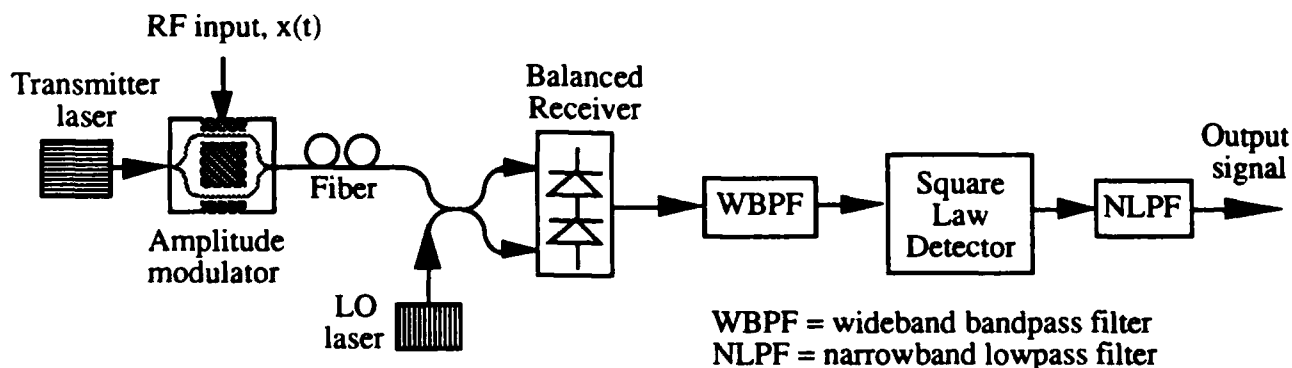 RF input, x(t)
Transmitter
laser
Amplitude
modulator
Fiber
LO
laser
Balanced
Receiver
WBPF
Square
Law
Detector
NLPF
Output
signal
WBPF = wideband bandpass filter
NLPF = narrowband lowpass filter